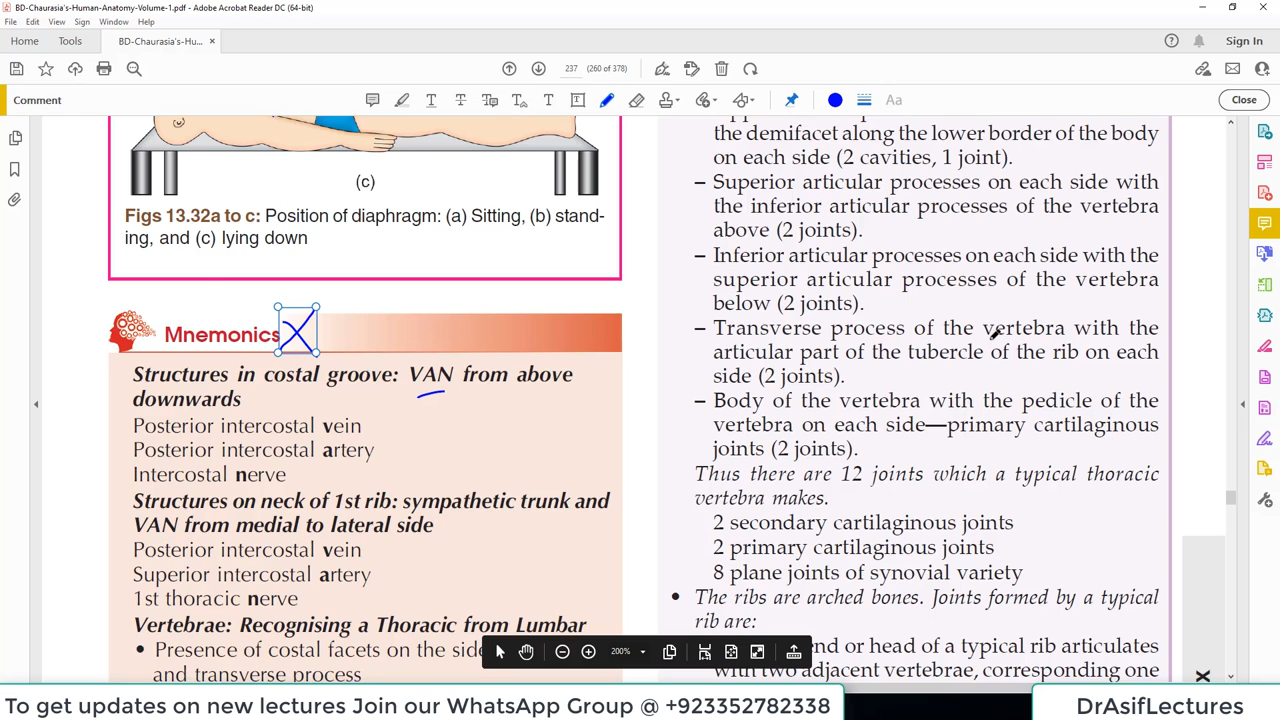 BD-Chaurasia's-Human-Anatomy-Volume-1.pdf - Adobe Acrobat Reader DC (64-bit)
File Edit View Sign Window Help
Home Tools BD-Chaurasia's-Hu... × Sign In
237 (260 of 378)
Comment Close
(c)
Figs 13.32a to c: Position of diaphragm: (a) Sitting, (b) stand-
ing, and (c) lying down
Mnemonics
Structures in costal groove: VAN from above
downwards
Posterior intercostal vein
Posterior intercostal artery
Intercostal nerve
Structures on neck of 1st rib: sympathetic trunk and
VAN from medial to lateral side
Posterior intercostal vein
Superior intercostal artery
1st thoracic nerve
Vertebrae: Recognising a Thoracic from Lumbar
• Presence of costal facets on the side
and transverse process
the demifacet along the lower border of the body
on each side (2 cavities, 1 joint).
– Superior articular processes on each side with
the inferior articular processes of the vertebra
above (2 joints).
– Inferior articular processes on each side with the
superior articular processes of the vertebra
below (2 joints).
– Transverse process of the vertebra with the
articular part of the tubercle of the rib on each
side (2 joints).
– Body of the vertebra with the pedicle of the
vertebra on each side—primary cartilaginous
joints (2 joints).
Thus there are 12 joints which a typical thoracic
vertebra makes.
2 secondary cartilaginous joints
2 primary cartilaginous joints
8 plane joints of synovial variety
• The ribs are arched bones. Joints formed by a typical
rib are:
end or head of a typical rib articulates
with two adjacent vertebrae, corresponding one
200%
To get updates on new lectures Join our WhatsApp Group @ +923352782338
DrAsifLectures